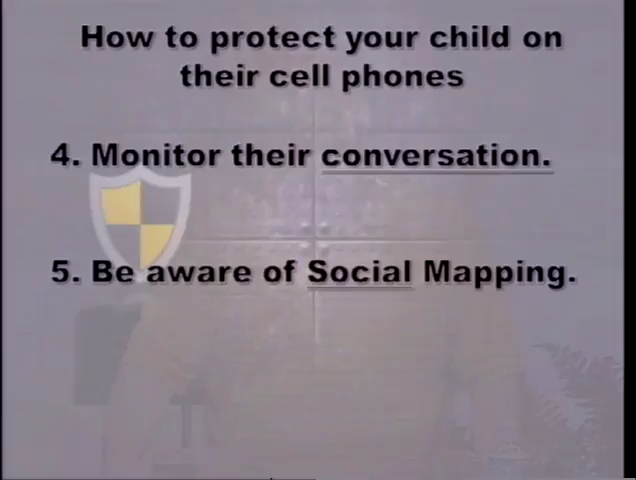 How to protect your child on
their cell phones
4. Monitor their conversation.
5. Be aware of Social Mapping.